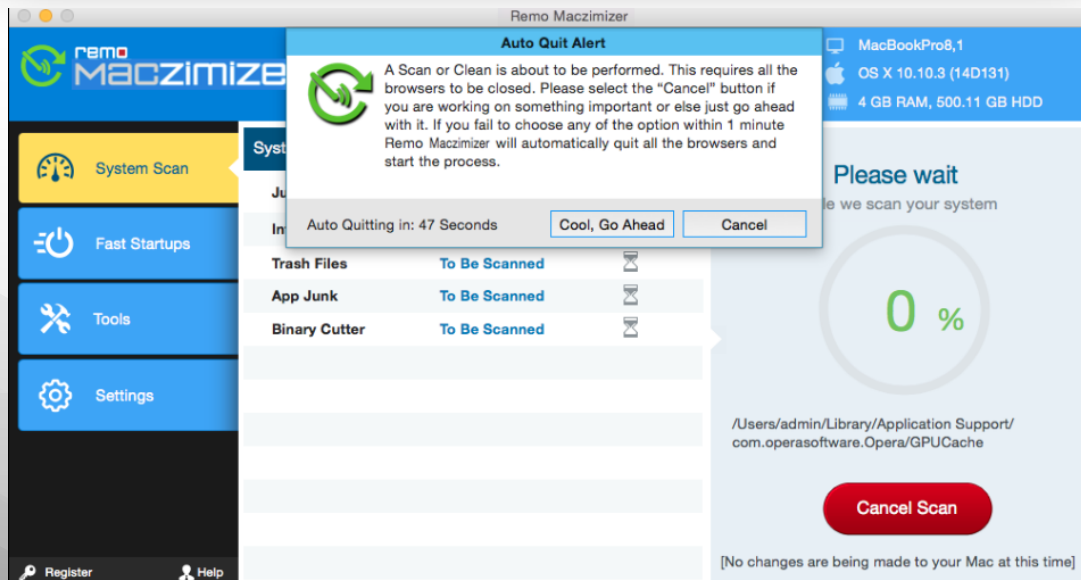 Remo Maczimizer
remo
maczimize
Auto Quit Alert
A Scan or Clean is about to be performed. This requires all the
browsers to be closed. Please select the “Cancel” button if
you are working on something important or else just go ahead
with it. If you fail to choose any of the option within 1 minute
Remo Maczimizer will automatically quit all the browsers and
start the process.
Auto Quitting in: 47 Seconds
Cool, Go Ahead
Cancel
MacBookPro8,1
OS X 10.10.3 (14D131)
4 GB RAM, 500.11 GB HDD
System Scan
Fast Startups
Tools
Settings
Register
Help
Syst
Trash Files To Be Scanned
App Junk To Be Scanned
Binary Cutter To Be Scanned
Please wait
we scan your system
0 %
/Users/admin/Library/Application Support/
com.operasoftware.Opera/GPUCache
Cancel Scan
[No changes are being made to your Mac at this time]